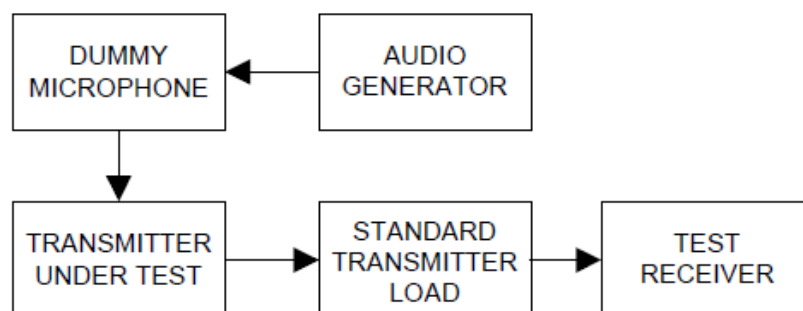 DUMMY
MICROPHONE
AUDIO
GENERATOR
TRANSMITTER
UNDER TEST
STANDARD
TRANSMITTER
LOAD
TEST
RECEIVER